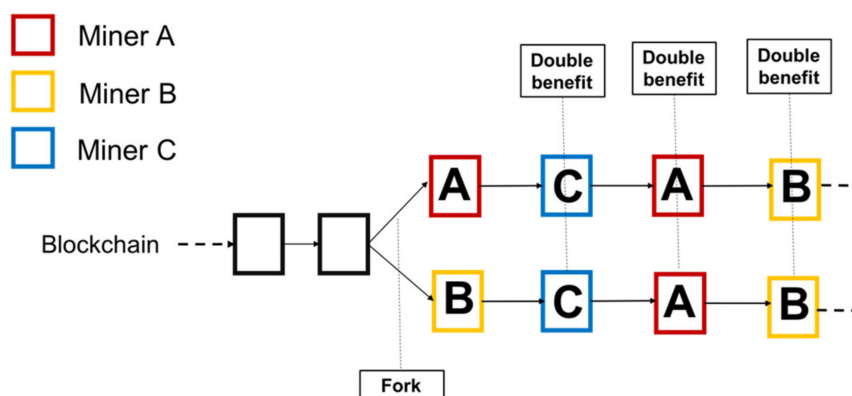 Miner A
Miner B
Miner C
Double
benefit
Double
benefit
Double
benefit
A
C
A
B
Blockchain
B
C
A
B
Fork